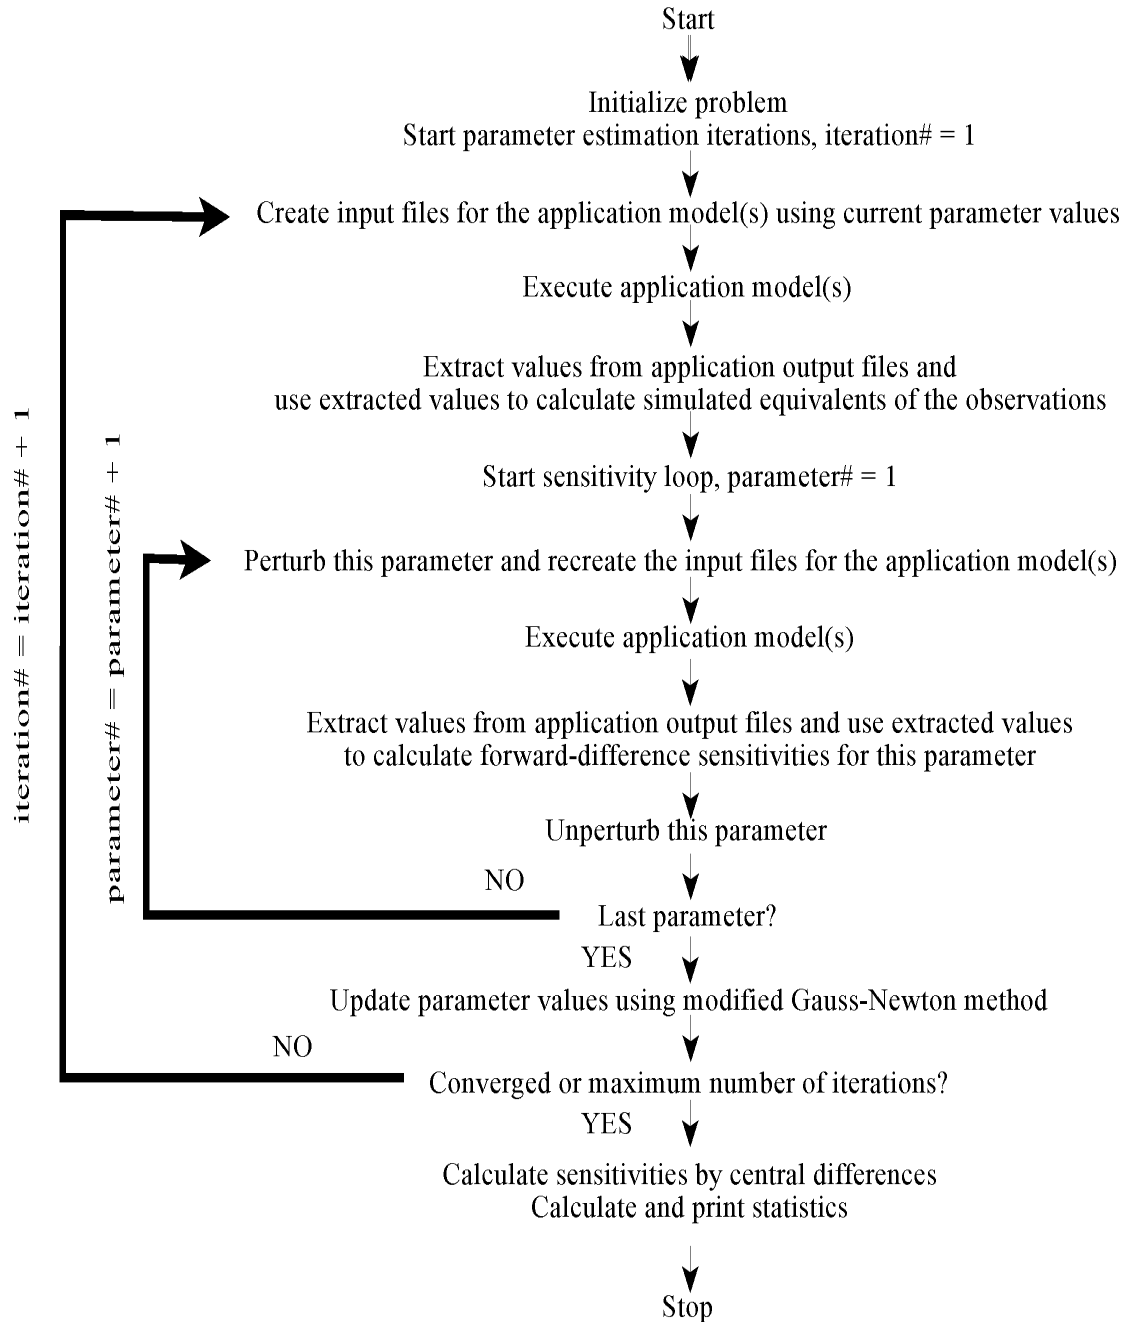 Start
Initialize problem
Start parameter estimation iterations, iteration# = 1
Create input files for the application model(s) using current parameter values
Execute application model(s)
Extract values from application output files and
use extracted values to calculate simulated equivalents of the observations
Start sensitivity loop, parameter# = 1
Perturb this parameter and recreate the input files for the application model(s)
Execute application model(s)
Extract values from application output files and use extracted values
to calculate forward-difference sensitivities for this parameter
Unperturb this parameter
NO
Last parameter?
parameter# = parameter# + 1
YES
Update parameter values using modified Gauss-Newton method
NO
Converged or maximum number of iterations?
iteration# = iteration# + 1
YES
Calculate sensitivities by central differences
Calculate and print statistics
Stop